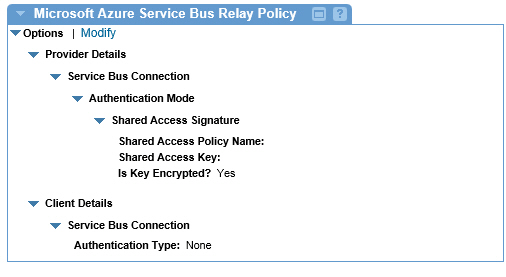 Microsoft Azure Service Bus Relay Policy ?
Options | Modify
Provider Details
Service Bus Connection
Authentication Mode
Shared Access Signature
Shared Access Policy Name:
Shared Access Key:
Is Key Encrypted? Yes
Client Details
Service Bus Connection
Authentication Type: None